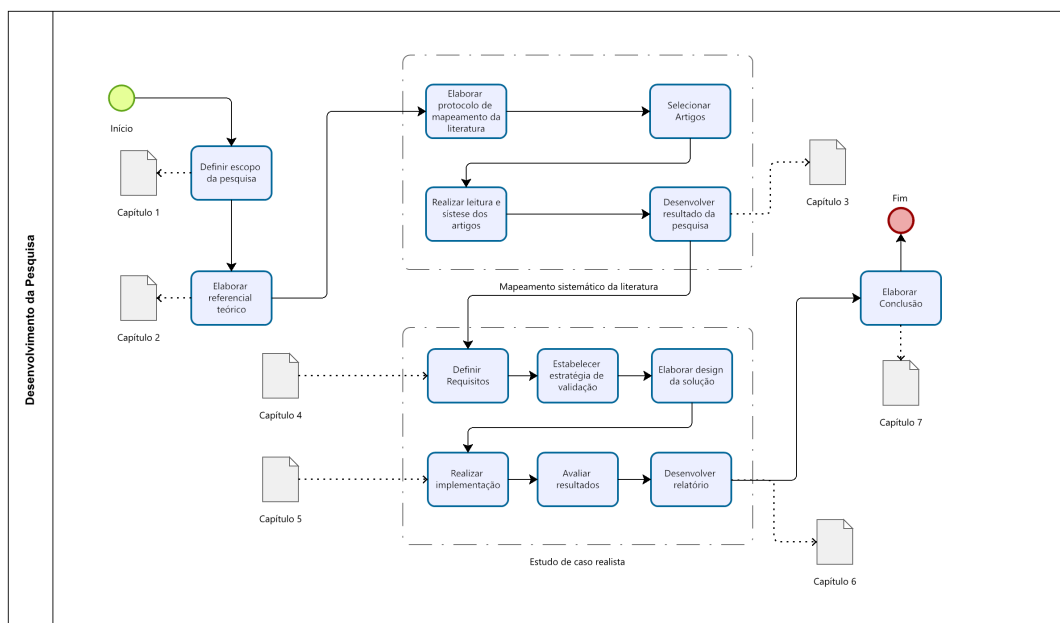 Desenvolvimento da Pesquisa
Início
Definir escopo
da pesquisa
Capítulo 1
Elaborar
referencial
teórico
Capítulo 2
Elaborar
protocolo de
mapeamento da
literatura
Selecionar
Artigos
Realizar leitura e
sístese dos
artigos
Desenvolver
resultado da
pesquisa
Capítulo 3
Mapeamento sistemático da literatura
Definir
Requisitos
Estabelecer
estratégia de
validação
Elaborar design
da solução
Capítulo 4
Realizar
implementação
Avaliar
resultados
Desenvolver
relatório
Capítulo 5
Estudo de caso realista
Capítulo 6
Fim
Elaborar
Conclusão
Capítulo 7